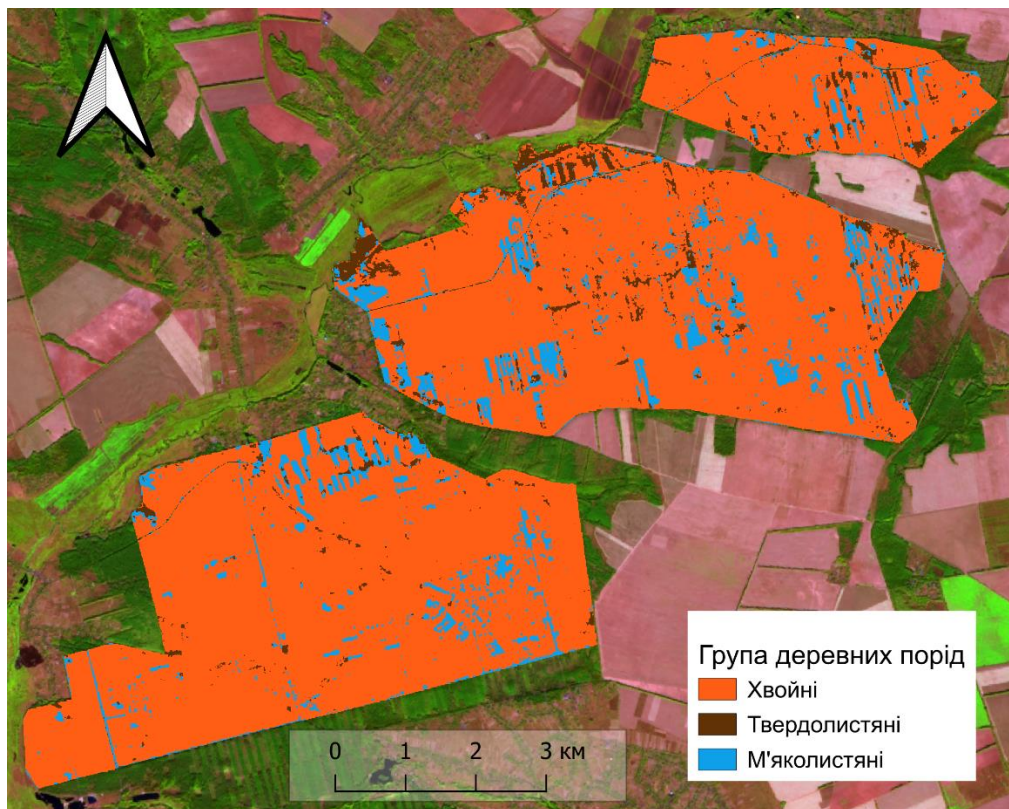 Група деревних порід
Хвойні
Твердолистяні
М'яколистяні
0 1 2 3 км